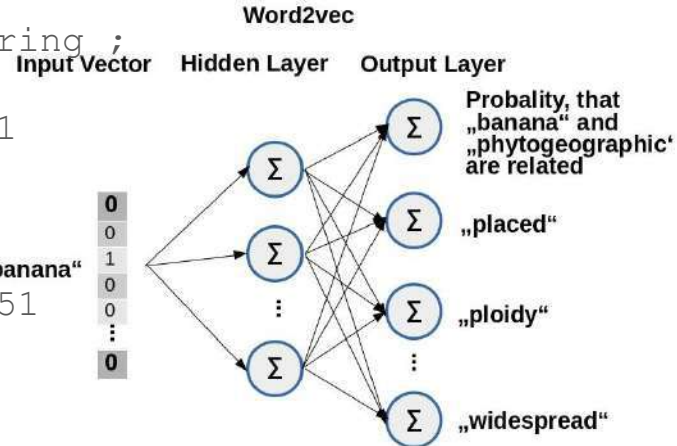 Word2vec
ring ;
Input Vector Hidden Layer Output Layer
Probality, that
„banana“ and
„phytogeographic‘
are related
1
0
0
1
0
0
⋮
0
banana“
51
Σ
Σ
⋮
Σ
Σ
Σ
Σ
⋮
Σ
„placed“
„ploidy“
„widespread“